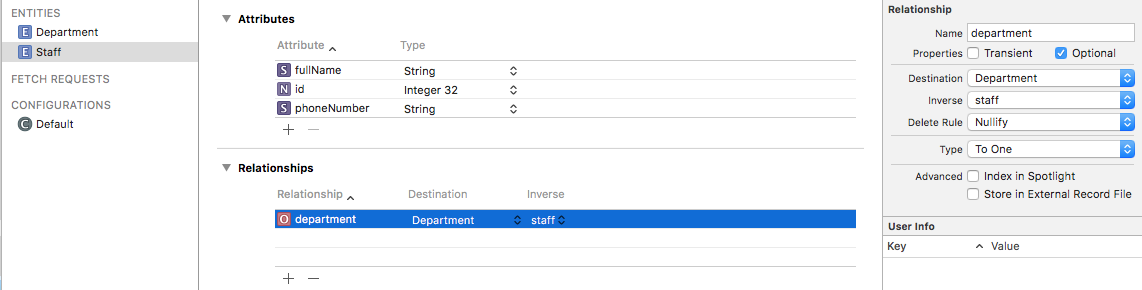 ENTITIES
E Department
E Staff
FETCH REQUESTS
CONFIGURATIONS
C Default
Attributes
Attribute Type
S fullName String
N id Integer 32
S phoneNumber String
Relationships
Relationship Destination Inverse
O department Department staff
Relationship
Name department
Properties Transient Optional
Destination Department
Inverse staff
Delete Rule Nullify
Type To One
Advanced Index in Spotlight
Store in External Record File
User Info
Key Value